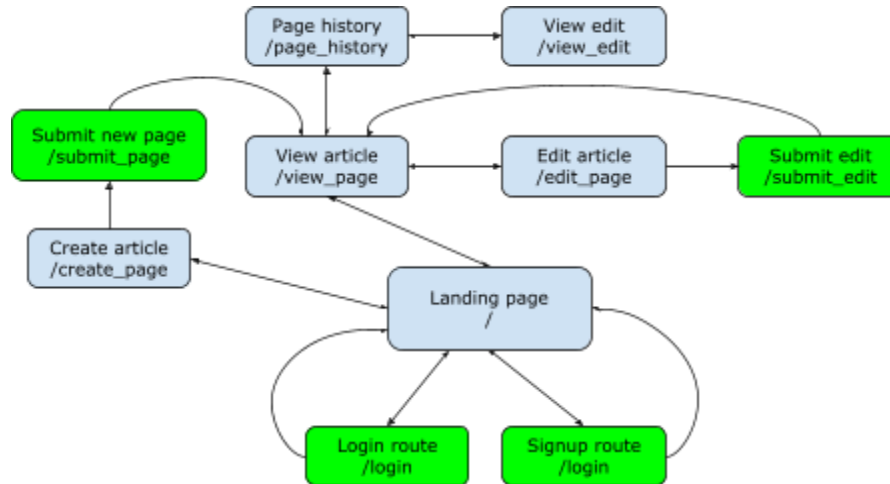 Page history
/page_history
View edit
/view_edit
Submit new page
/submit_page
View article
/view_page
Edit article
/edit_page
Submit edit
/submit_edit
Create article
/create_page
Landing page
/
Login route
/login
Signup route
/login